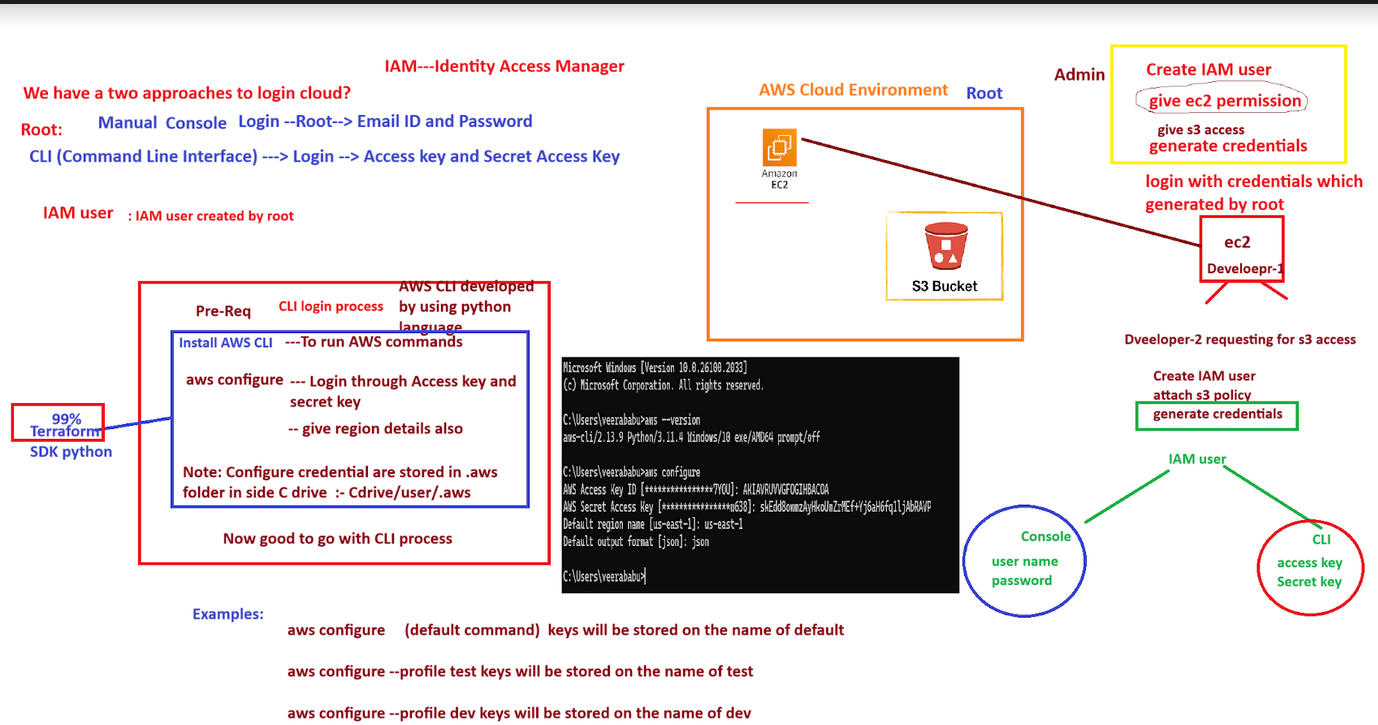 IAM---Identity Access Manager
We have a two approaches to login cloud?
Root:
Manual Console Login --Root--> Email ID and Password
CLI (Command Line Interface) ---> Login --> Access key and Secret Access Key
IAM user : IAM user created by root
AWS Cloud Environment Root
Amazon
EC2
S3 Bucket
Admin
Create IAM user
give ec2 permission
give s3 access
generate credentials
login with credentials which
generated by root
ec2
Develoepr-1
Dveeloper-2 requesting for s3 access
Create IAM user
attach s3 policy
generate credentials
IAM user
Console
user name
password
CLI
access key
Secret key
Pre-Req
CLI login process
AWS CLI developed
by using python
language
Install AWS CLI ---To run AWS commands
aws configure --- Login through Access key and
secret key
-- give region details also
Note: Configure credential are stored in .aws
folder in side C drive :- Cdrive/user/.aws
Now good to go with CLI process
99%
Terraform
SDK python
Microsoft Windows [Version 10.0.26100.2033]
(c) Microsoft Corporation. All rights reserved.
C:\Users\veerababu>aws --version
aws-cli/2.13.9 Python/3.11.4 Windows/10 exe/AMD64 prompt/off
C:\Users\veerababu>aws configure
AWS Access Key ID [****************7YOU]:
AWS Secret Access Key [****************u638]:
Default region name [us-east-1]: us-east-1
Default output format [json]: json
C:\Users\veerababu>
Examples:
aws configure (default command) keys will be stored on the name of default
aws configure --profile test keys will be stored on the name of test
aws configure --profile dev keys will be stored on the name of dev